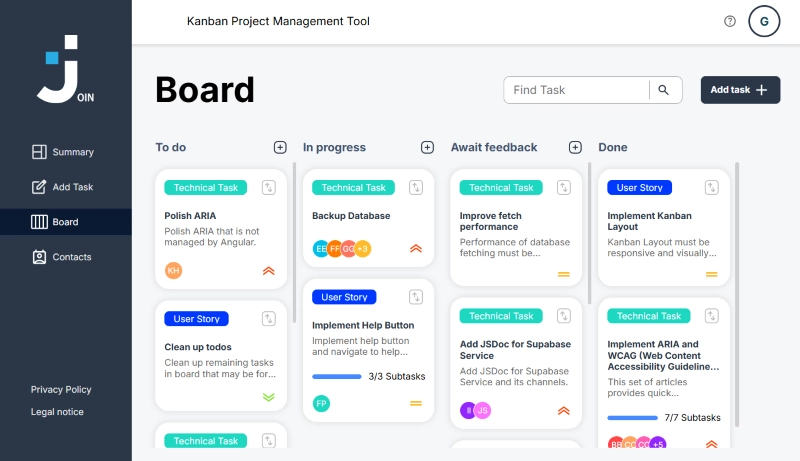 Kanban Project Management Tool
?
G
J
OIN
Summary
Add Task
Board
Contacts
Privacy Policy
Legal notice
Board
Find Task
Add task
To do
Technical Task
Polish ARIA
Polish ARIA that is not
managed by Angular.
KH
User Story
Clean up todos
Clean up remaining tasks
in board that may be for...
Technical Task
In progress
Technical Task
Backup Database
EE
FF
GG
+3
User Story
Implement Help Button
Implement help button
and navigate to help...
3/3 Subtasks
FP
Await feedback
Technical Task
Improve fetch
performance
Performance of database
fetching must be...
Technical Task
Add JSDoc for Supabase
Service
Add JSDoc for Supabase
Service and its channels.
II
JS
Done
User Story
Implement Kanban
Layout
Kanban Layout must be
responsive and visually...
Technical Task
Implement ARIA and
WCAG (Web Content
Accessibility Guideline...
This set of articles
provides quick...
7/7 Subtasks
BB
CC
CC
+5